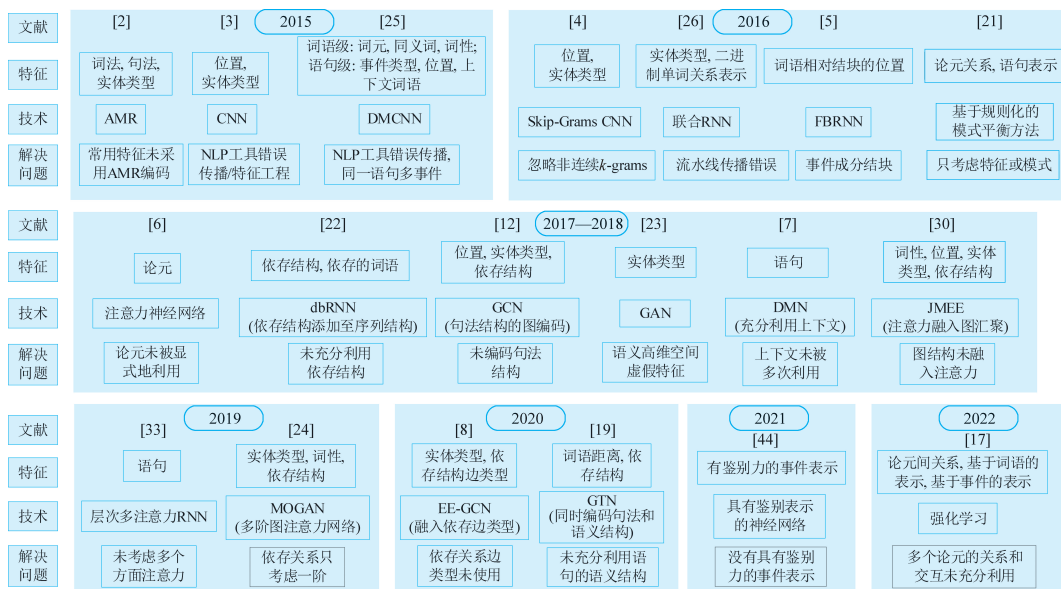 2015
文献 [2] [3] [25]
特征
词法, 句法,
实体类型
位置,
实体类型
词语级: 词元, 同义词, 词性;
语句级: 事件类型, 位置, 上
下文词语
技术 AMR CNN DMCNN
解决
问题
常用特征未采
用AMR编码
NLP工具错误
传播/特征工程
NLP工具错误传播,
同一语句多事件
2016
[4] [26] [5] [21]
位置,
实体类型
实体类型, 二进
制单词关系表示
词语相对结块的位置
论元关系, 语句表示
Skip-Grams CNN 联合RNN FBRNN
基于规则化的
模式平衡方法
忽略非连续k-grams 流水线传播错误 事件成分结块 只考虑特征或模式
2017—2018
文献 [6] [22] [12] [23] [7] [30]
特征
论元
依存结构, 依存的词语
位置, 实体类型,
依存结构
实体类型
语句
词性, 位置, 实体
类型, 依存结构
技术
注意力神经网络
dbRNN
(依存结构添加至序列结构)
GCN
(句法结构的图编码)
GAN
DMN
(充分利用上下文)
JMEE
(注意力融入图汇聚)
解决
问题
论元未被显
式地利用
未充分利用
依存结构
未编码句法
结构
语义高维空间
虚假特征
上下文未被
多次利用
图结构未融
入注意力
2019
文献 [33] [24]
特征
语句
实体类型, 词性,
依存结构
技术
层次多注意力RNN
MOGAN
(多阶图注意力网络)
解决
问题
未考虑多个
方面注意力
依存关系只
考虑一阶
2020
[8] [19]
实体类型, 依
存结构边类型
词语距离, 依
存结构
EE-GCN
(融入依存边类型)
GTN
(同时编码句法和
语义结构)
依存关系边
类型未使用
未充分利用语
句的语义结构
2021
[44]
有鉴别力的事件表示
具有鉴别表示
的神经网络
没有具有鉴别
力的事件表示
2022
[17]
论元间关系, 基于词语的
表示, 基于事件的表示
强化学习
多个论元的关系和
交互未充分利用